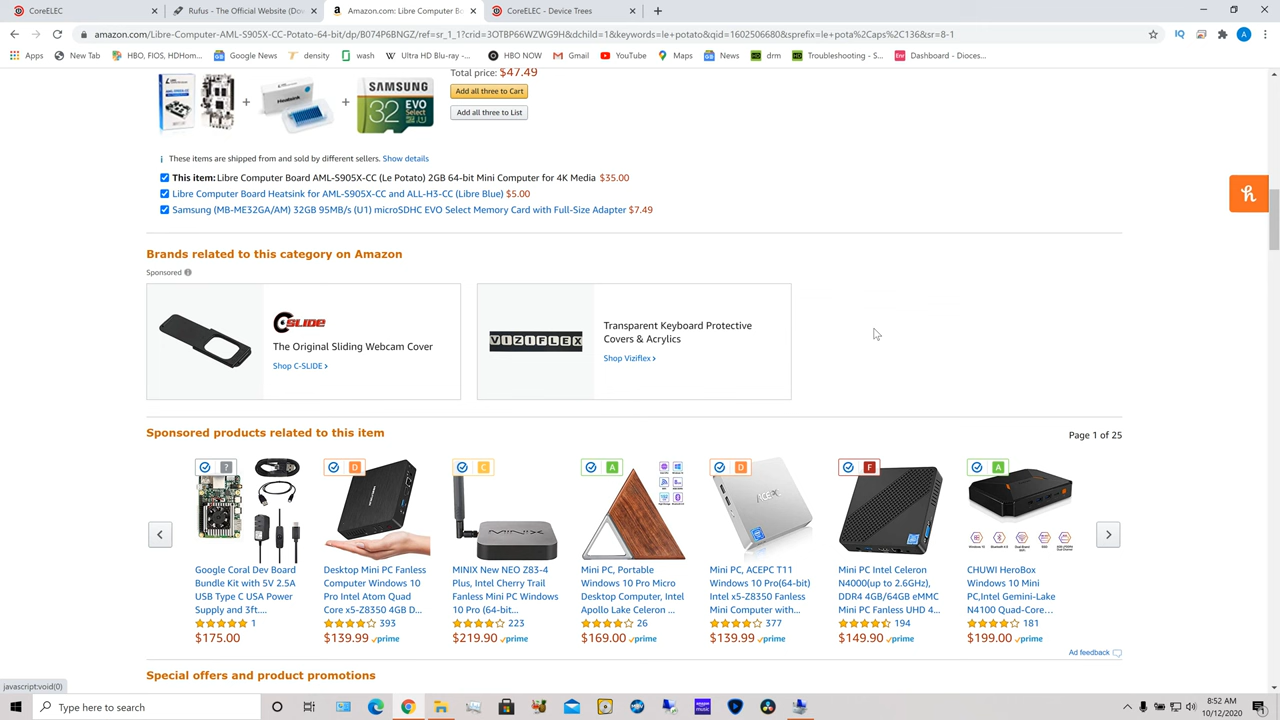 CoreELEC
Rufus - The Official Website (Dov
Amazon.com: Libre Computer Bo
CoreELEC - Device Trees
amazon.com/Libre-Computer-AML-S905X-CC-Potato-64-bit/dp/B074P6BNGZ/ref=sr_1_1?crid=3OTBP66WZWG9H&dchild=1&keywords=le+potato&qid=1602506680&sprefix=le+pota%2Caps%2C136&sr=8-1
Apps
New Tab
HBO, FIOS, HDHom...
Google News
density
wash
Ultra HD Blu-ray -...
HBO NOW
Gmail
YouTube
Maps
News
drm
Troubleshooting - S...
Dashboard - Dioces...
Total price: $47.49
Add all three to Cart
Add all three to List
SAMSUNG
32 EVO
Select
These items are shipped from and sold by different sellers. Show details
This item: Libre Computer Board AML-S905X-CC (Le Potato) 2GB 64-bit Mini Computer for 4K Media $35.00
Libre Computer Board Heatsink for AML-S905X-CC and ALL-H3-CC (Libre Blue) $5.00
Samsung (MB-ME32GA/AM) 32GB 95MB/s (U1) microSDHC EVO Select Memory Card with Full-Size Adapter $7.49
Brands related to this category on Amazon
Sponsored
C-SLIDE
The Original Sliding Webcam Cover
Shop C-SLIDE ›
VIZIFLEX
Transparent Keyboard Protective
Covers & Acrylics
Shop Viziflex ›
Sponsored products related to this item
Page 1 of 25
?
D
C
A
D
F
A
Google Coral Dev Board
Bundle Kit with 5V 2.5A
USB Type C USA Power
Supply and 3ft....
1
$175.00
Desktop Mini PC Fanless
Computer Windows 10
Pro Intel Atom Quad
Core x5-Z8350 4GB D...
393
$139.99 prime
MINIX
MINIX New NEO Z83-4
Plus, Intel Cherry Trail
Fanless Mini PC Windows
10 Pro (64-bit...
223
$219.90 prime
Mini PC, Portable
Windows 10 Pro Micro
Desktop Computer, Intel
Apollo Lake Celeron ...
26
$169.00 prime
ACEPC
Mini PC, ACEPC T11
Windows 10 Pro(64-bit)
Intel x5-Z8350 Fanless
Mini Computer with...
377
$139.99 prime
Mini PC Intel Celeron
N4000(up to 2.6GHz),
DDR4 4GB/64GB eMMC
Mini PC Fanless UHD 4...
194
$149.90 prime
CHUWI HeroBox
Windows 10 Mini
PC,Intel Gemini-Lake
N4100 Quad-Core...
181
$199.00 prime
Ad feedback
Special offers and product promotions
javascript:void(0)
Type here to search
8:52 AM
10/12/2020